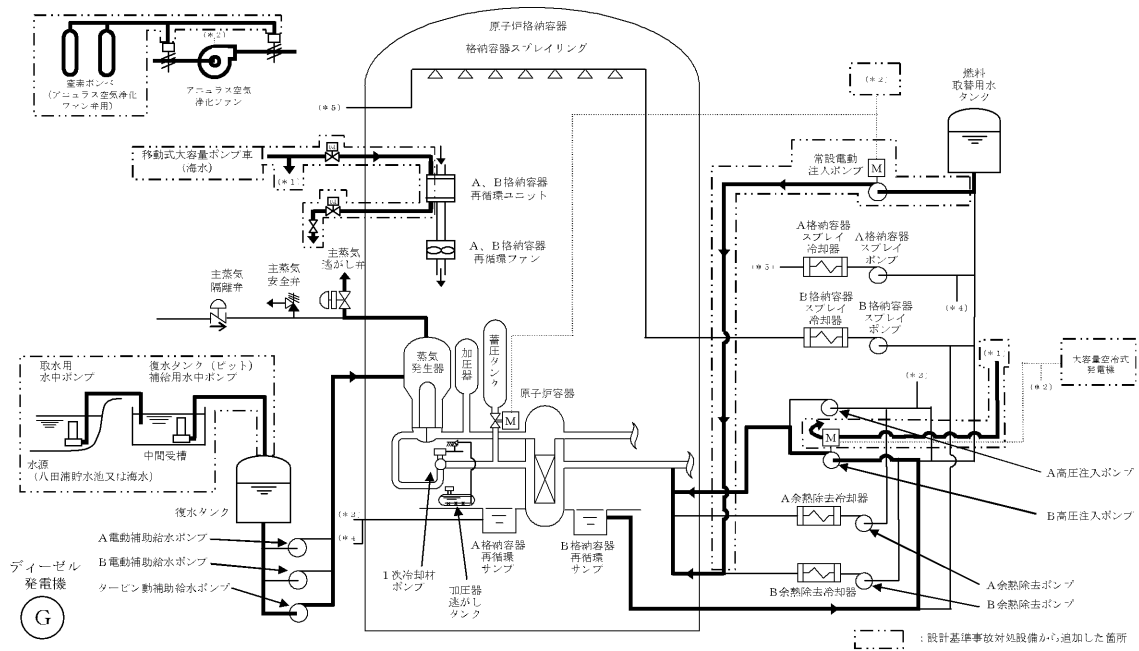 原子炉格納容器
格納容器スプレイリング
(＊2)
窒素ボンベ
(アニュラス空気浄化
ファン弁用)
アニュラス空気
浄化ファン
(＊5)
(＊2)
燃料
取替用水
タンク
移動式大容量ポンプ車
(海水)
(＊1)
A、B格納容器
再循環ユニット
A、B格納容器
再循環ファン
常設電動
注入ポンプ
M
A格納容器
スプレイ
冷却器
A格納容器
スプレイ
ポンプ
(＊5)
(＊4)
B格納容器
スプレイ
冷却器
B格納容器
スプレイ
ポンプ
主蒸気
隔離弁
主蒸気
安全弁
主蒸気
逃がし弁
取水用
水中ポンプ
復水タンク（ピット）
補給用水中ポンプ
水源
(八田浦貯水池又は海水)
中間受槽
復水タンク
蒸気
発生器
加圧器
蓄圧タンク
原子炉容器
M
(＊1)
(＊2)
大容量空冷式
発電機
M
A高圧注入ポンプ
B高圧注入ポンプ
A余熱除去冷却器
B余熱除去冷却器
A余熱除去ポンプ
B余熱除去ポンプ
A電動補助給水ポンプ
B電動補助給水ポンプ
タービン動補助給水ポンプ
ディーゼル
発電機
G
1次冷却材
ポンプ
加圧器
逃がし
タンク
A格納容器
再循環
サンプ
B格納容器
再循環
サンプ
：設計基準事故対処設備から追加した箇所